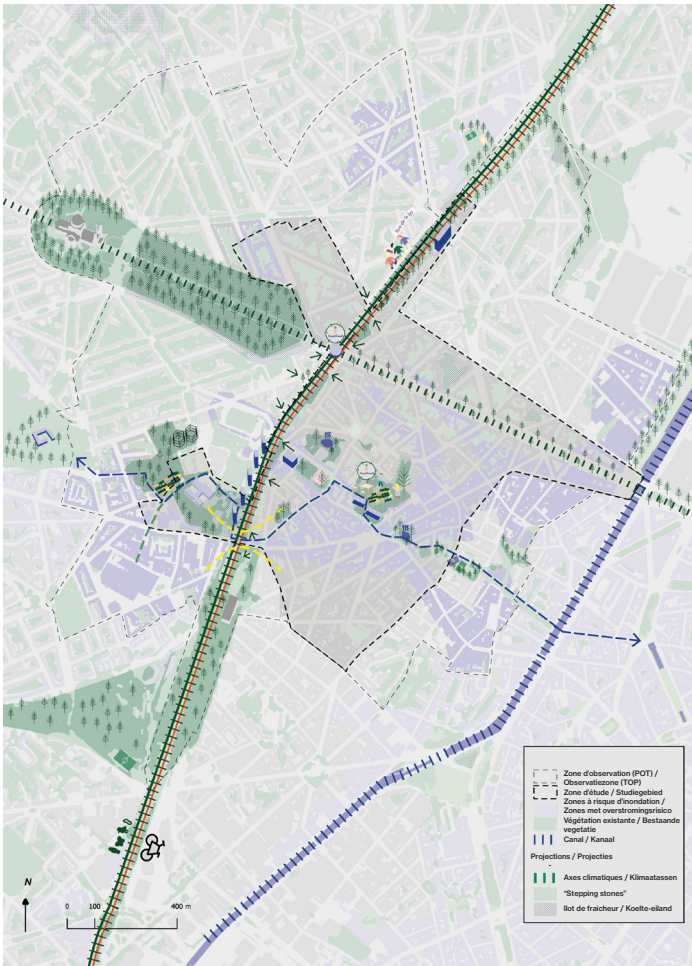 Zone d'observation (POT) /
Observatiezone (TOP)
Zone d'étude / Studiegebied
Zones à risque d'inondation /
Zones met overstromingsrisico
Végétation existante / Bestaande
vegetatie
Canal / Kanaal
Projections / Projecties
Axes climatiques / Klimaatassen
"Stepping stones"
Ilot de fraicheur / Koelte-eiland
N
0 100 400 m